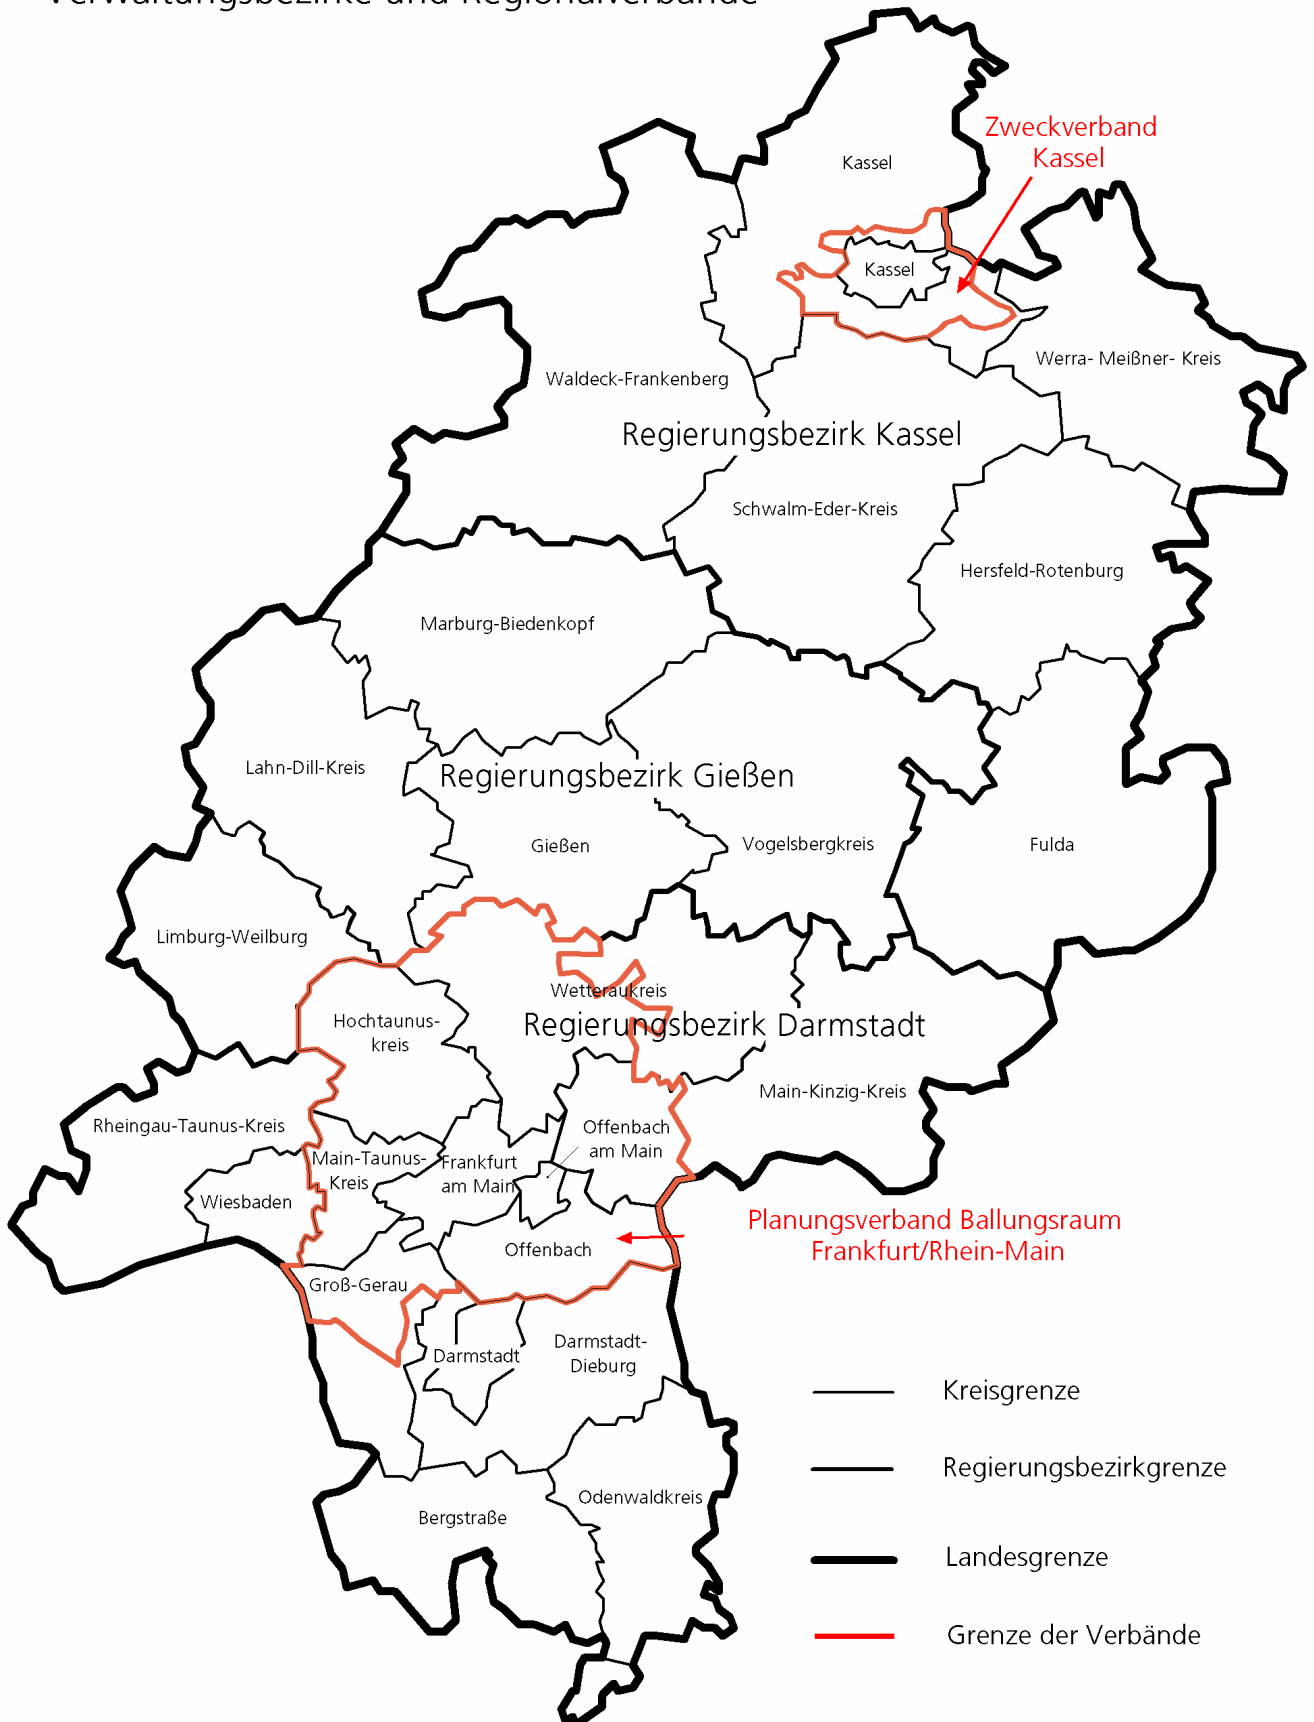 Verwaltungsbezirke und Regionalverbände
Zweckverband
Kassel
Kassel
Kassel
Werra- Meißner- Kreis
Waldeck-Frankenberg
Regierungsbezirk Kassel
Schwalm-Eder-Kreis
Hersfeld-Rotenburg
Marburg-Biedenkopf
Lahn-Dill-Kreis
Regierungsbezirk Gießen
Gießen
Vogelsbergkreis
Fulda
Limburg-Weilburg
Wetteraukreis
Hochtaunus-
kreis
Regierungsbezirk Darmstadt
Main-Kinzig-Kreis
Rheingau-Taunus-Kreis
Offenbach
am Main
Main-Taunus-
Kreis
Frankfurt
am Main
Wiesbaden
Planungsverband Ballungsraum
Frankfurt/Rhein-Main
Offenbach
Groß-Gerau
Darmstadt
Darmstadt-
Dieburg
Kreisgrenze
Regierungsbezirkgrenze
Odenwaldkreis
Bergstraße
Landesgrenze
Grenze der Verbände